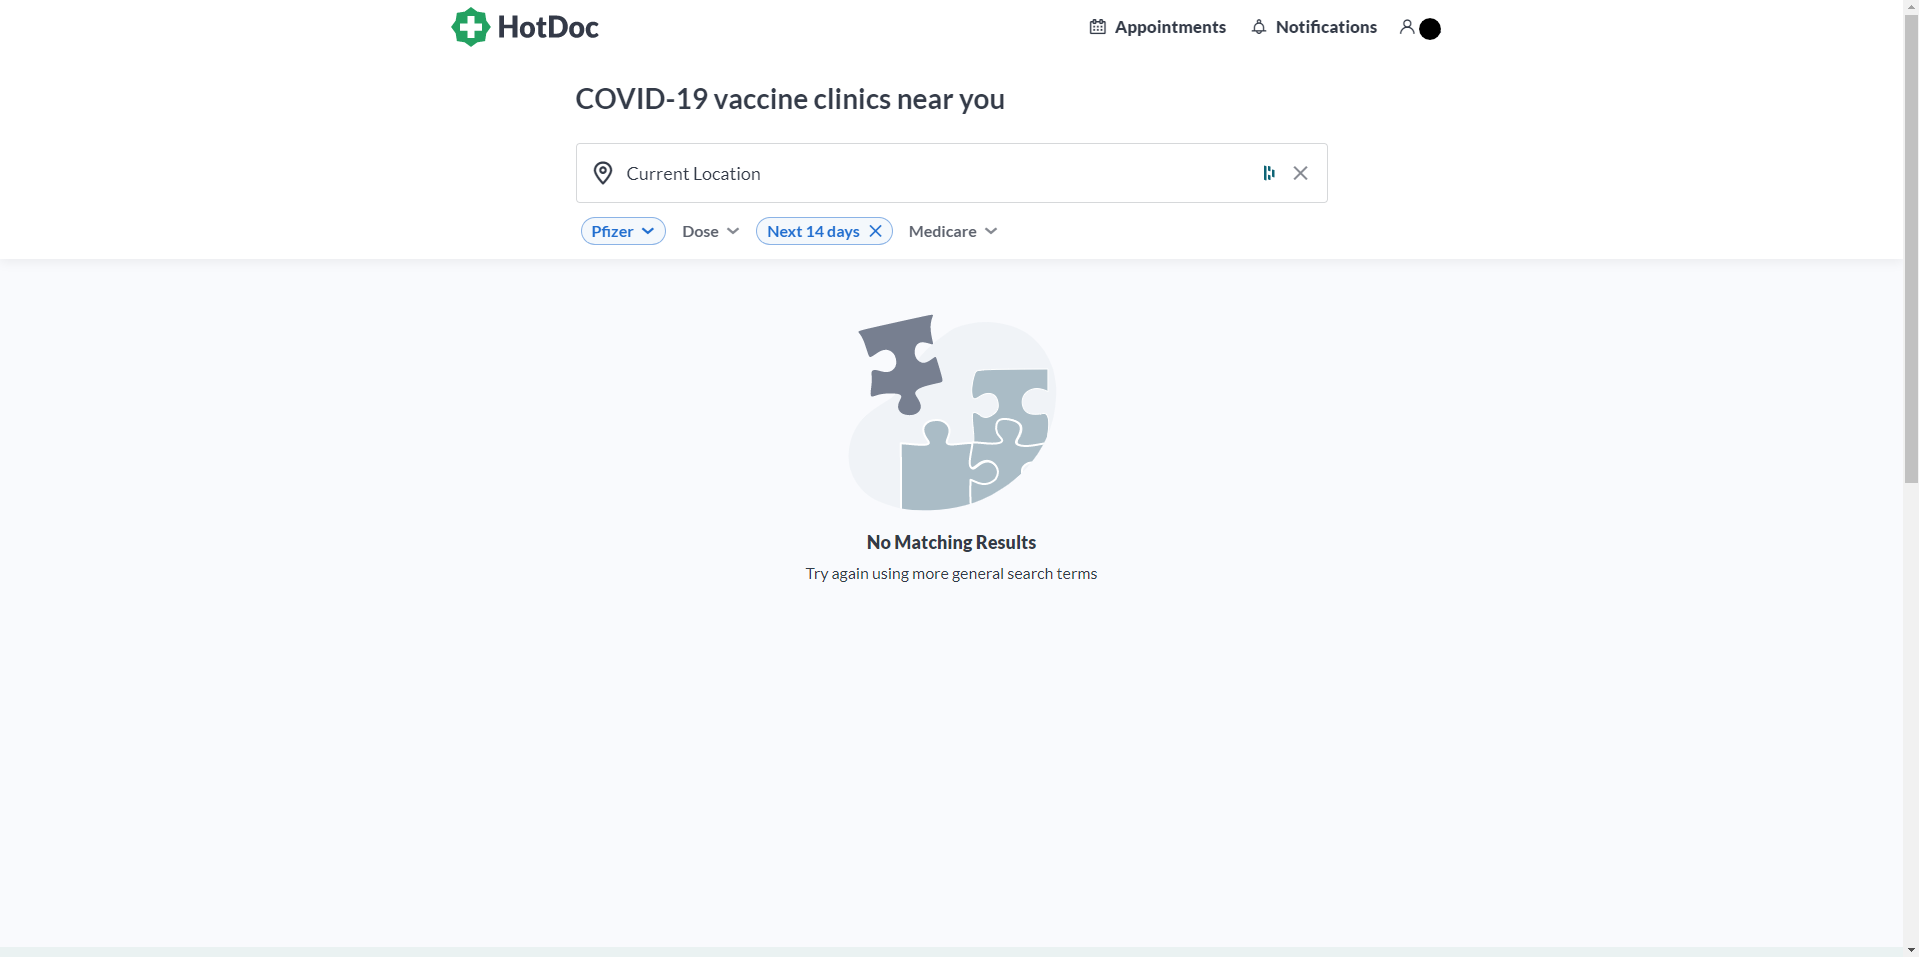 HotDoc
Appointments
Notifications
COVID-19 vaccine clinics near you
Current Location
Pfizer
Dose
Next 14 days
Medicare
No Matching Results
Try again using more general search terms